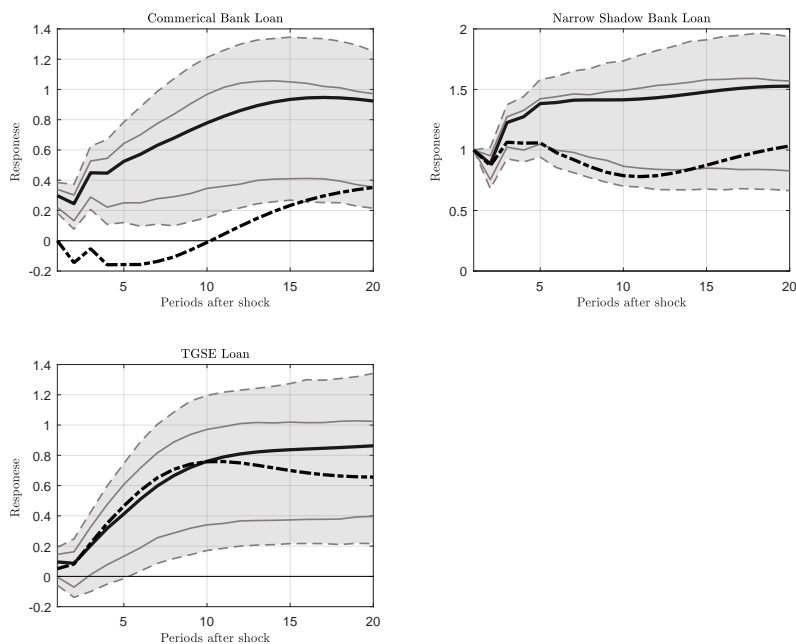 Commerical Bank Loan
1.4
1.2
1
0.8
0.6
0.4
0.2
0
-0.2
Responese
5 10 15 20
Periods after shock
Narrow Shadow Bank Loan
2
1.5
1
0.5
0
Responese
5 10 15 20
Periods after shock
TGSE Loan
1.4
1.2
1
0.8
0.6
0.4
0.2
0
-0.2
Responese
5 10 15 20
Periods after shock